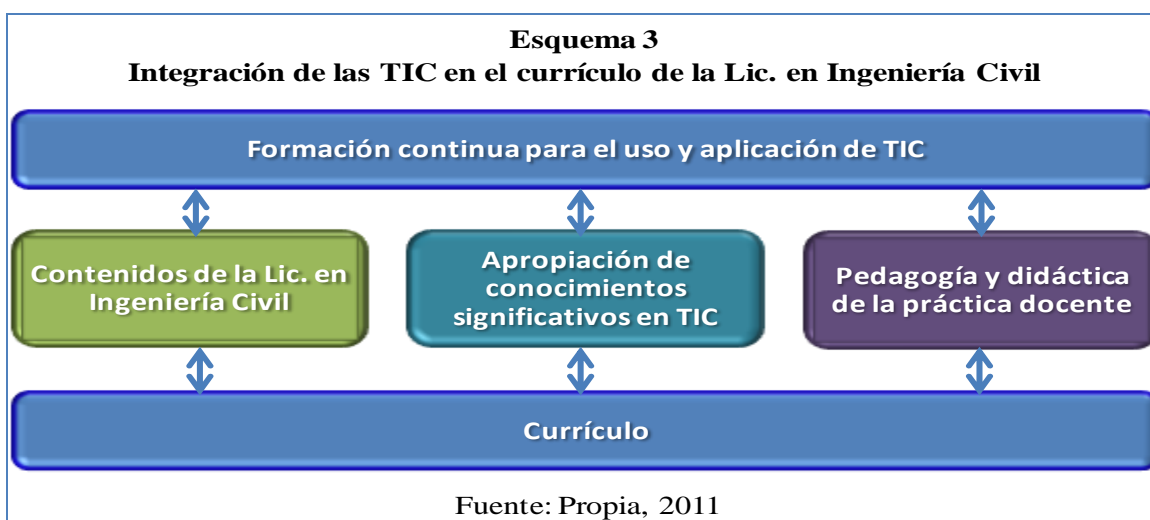 Esquema 3
Integración de las TIC en el currículo de la Lic. en Ingeniería Civil
Formación continua para el uso y aplicación de TIC
Contenidos de la Lic. en
Ingeniería Civil
Apropiación de
conocimientos
significativos en TIC
Pedagogía y didáctica
de la práctica docente
Currículo
Fuente: Propia, 2011